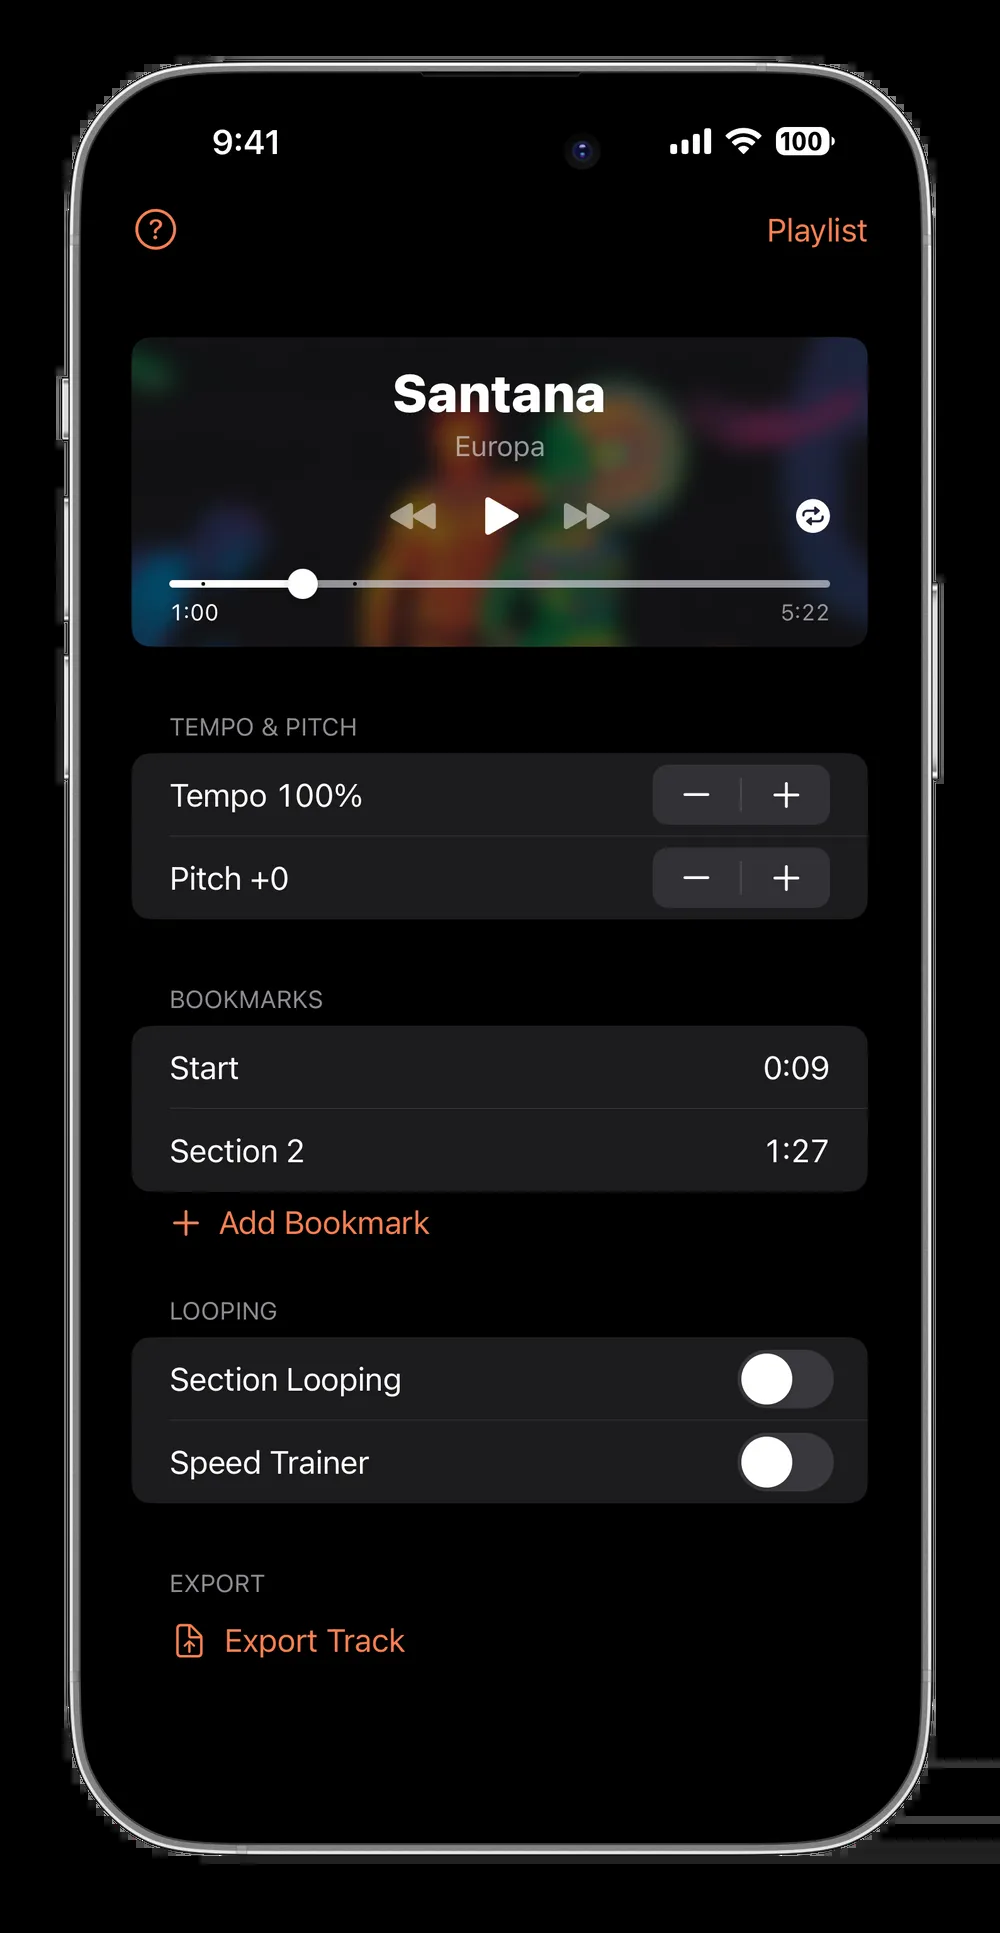 9:41
100
?
Playlist
Santana
Europa
1:00
5:22
TEMPO & PITCH
Tempo 100%
Pitch +0
BOOKMARKS
Start
0:09
Section 2
1:27
+ Add Bookmark
LOOPING
Section Looping
Speed Trainer
EXPORT
Export Track